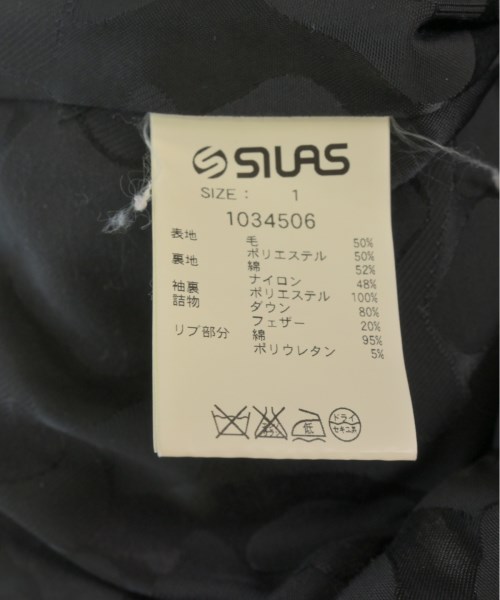 SILAS
SIZE : 1
1034506
表地 毛 50%
ポリエステル 50%
裏地 綿 52%
ナイロン 48%
袖裏 ポリエステル 100%
詰物 ダウン 80%
フェザー 20%
リブ部分 綿 95%
ポリウレタン 5%
低
ドライ
セキユ系